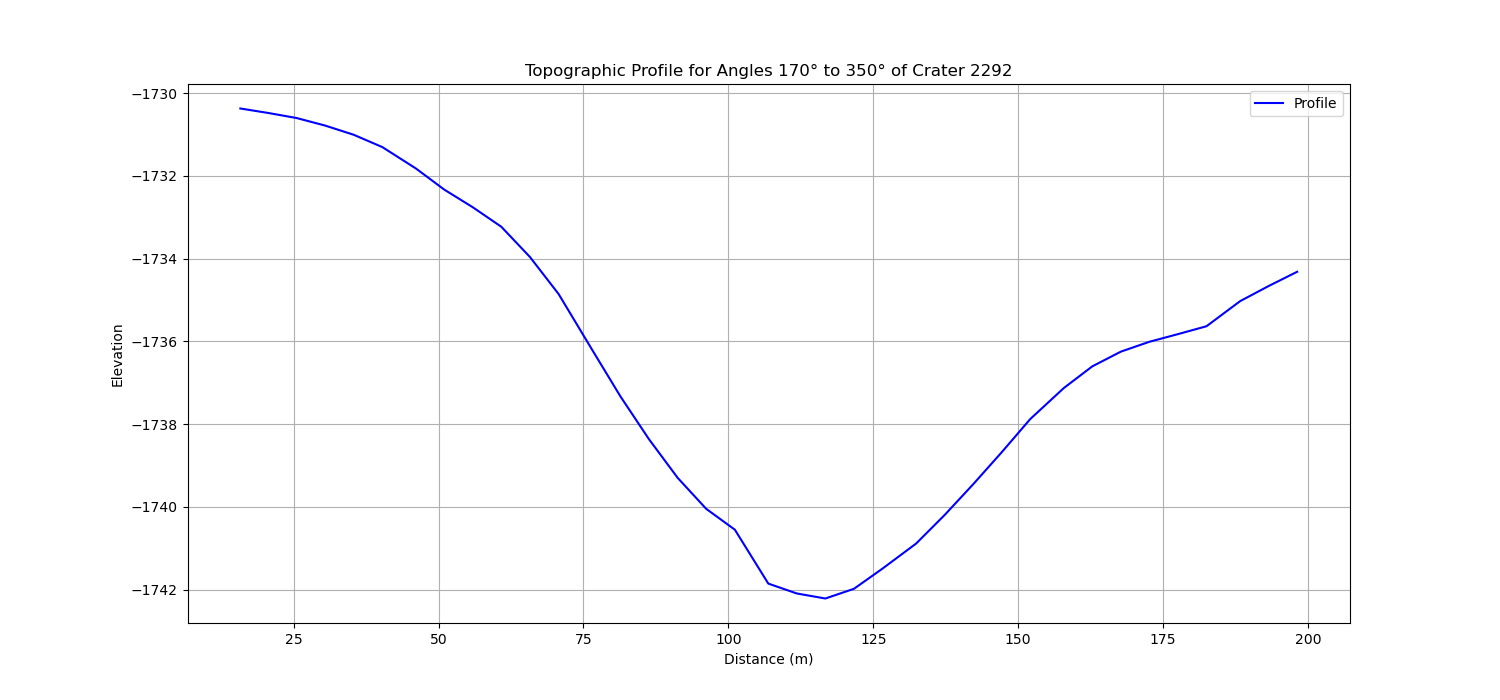 Topographic Profile for Angles 170° to 350° of Crater 2292
Profile
−1730
−1732
−1734
−1736
−1738
−1740
−1742
Elevation
25 50 75 100 125 150 175 200
Distance (m)